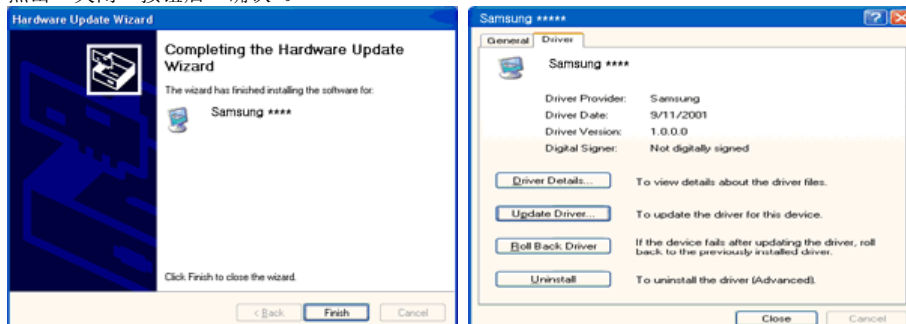 Hardware Update Wizard
Completing the Hardware Update
Wizard
The wizard has finished installing the software for:
Samsung ****
Click Finish to close the wizard.
< Back
Finish
Cancel
Samsung *****
General
Driver
Samsung ****
Driver Provider: Samsung
Driver Date: 9/11/2001
Driver Version: 1.0.0.0
Digital Signer: Not digitally signed
Driver Details... To view details about the driver files.
Update Driver... To update the driver for this device.
Roll Back Driver If the device fails after updating the driver, roll
back to the previously installed driver.
Uninstall To uninstall the driver (Advanced).
Close
Cancel